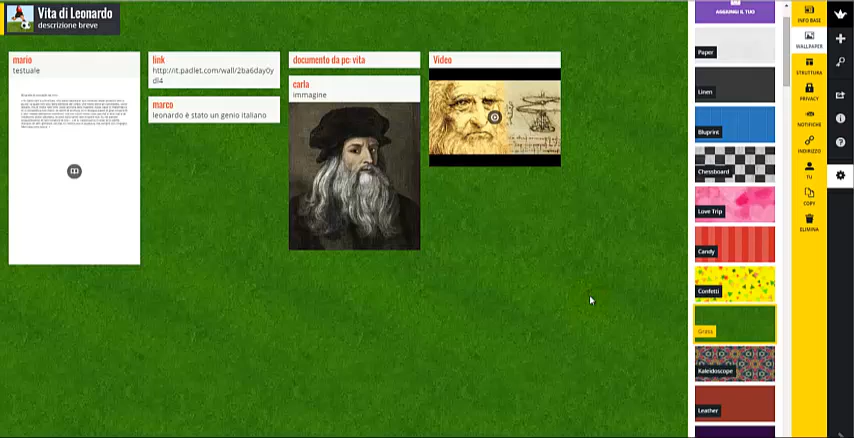 Vita di Leonardo
descrizione breve
mario
testuale
link
http://it.padlet.com/wall/2ba6day0y
dl4
marco
leonardo è stato un genio italiano
documento da pc: vita
carla
immagine
Video
AGGIUNGI IL TUO
Paper
Linen
Bluprint
Chessboard
Love Trip
Candy
Confetti
Grass
Kaleidoscope
Leather
INFO BASE
WALLPAPER
STRUTTURA
PRIVACY
NOTIFICHE
INDIRIZZO
TU
COPY
ELIMINA